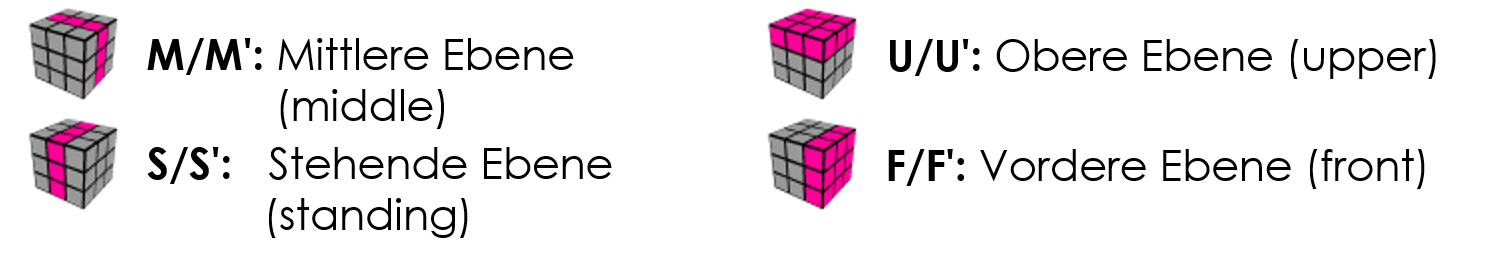 M/M': Mittlere Ebene
(middle)
S/S': Stehende Ebene
(standing)
U/U': Obere Ebene (upper)
F/F': Vordere Ebene (front)